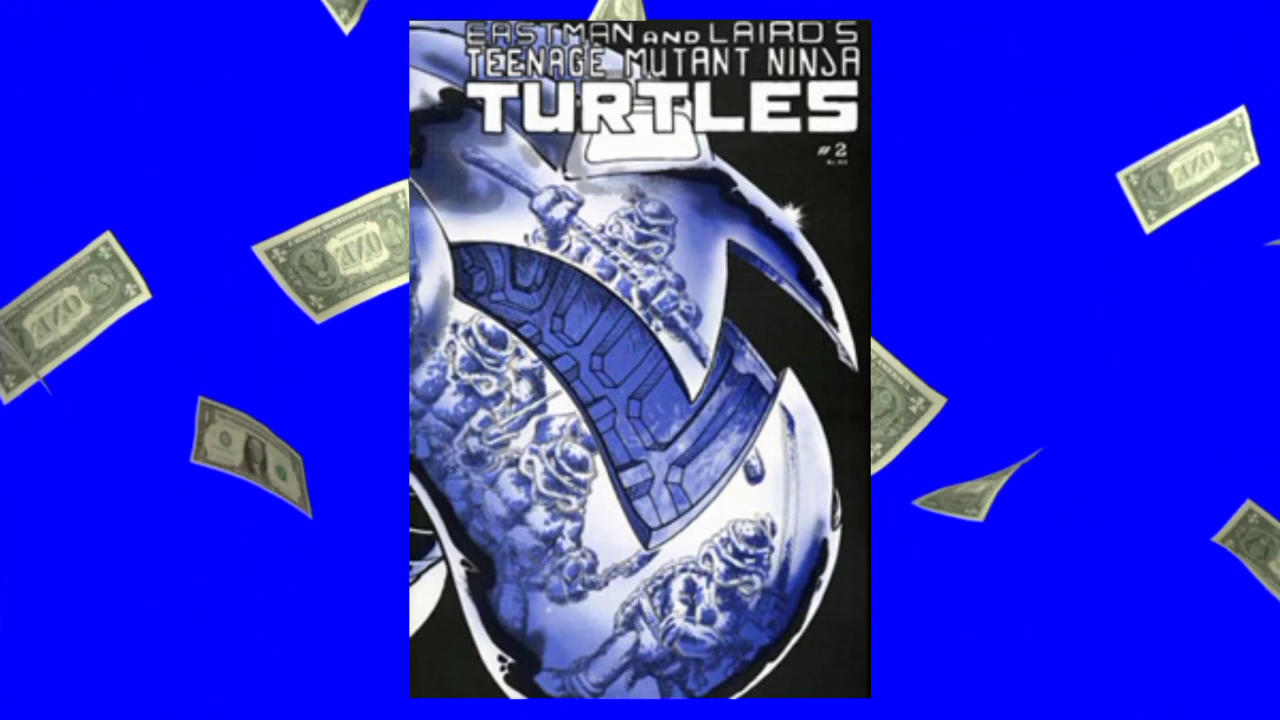 EASTMAN AND LAIRD'S
TEENAGE MUTANT NINJA
TURTLES
# 2